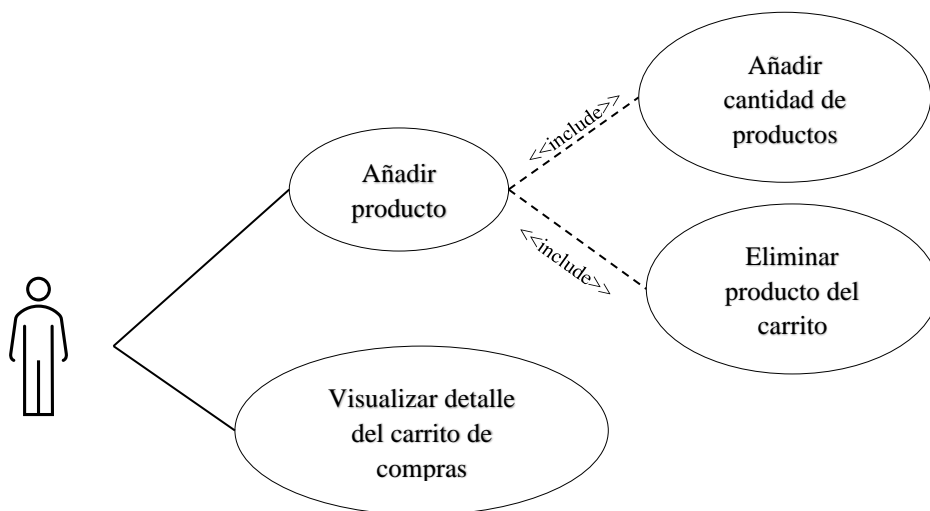 Añadir
cantidad de
productos
<<include>>
Añadir
producto
<<include>>
Eliminar
producto del
carrito
Visualizar detalle
del carrito de
compras